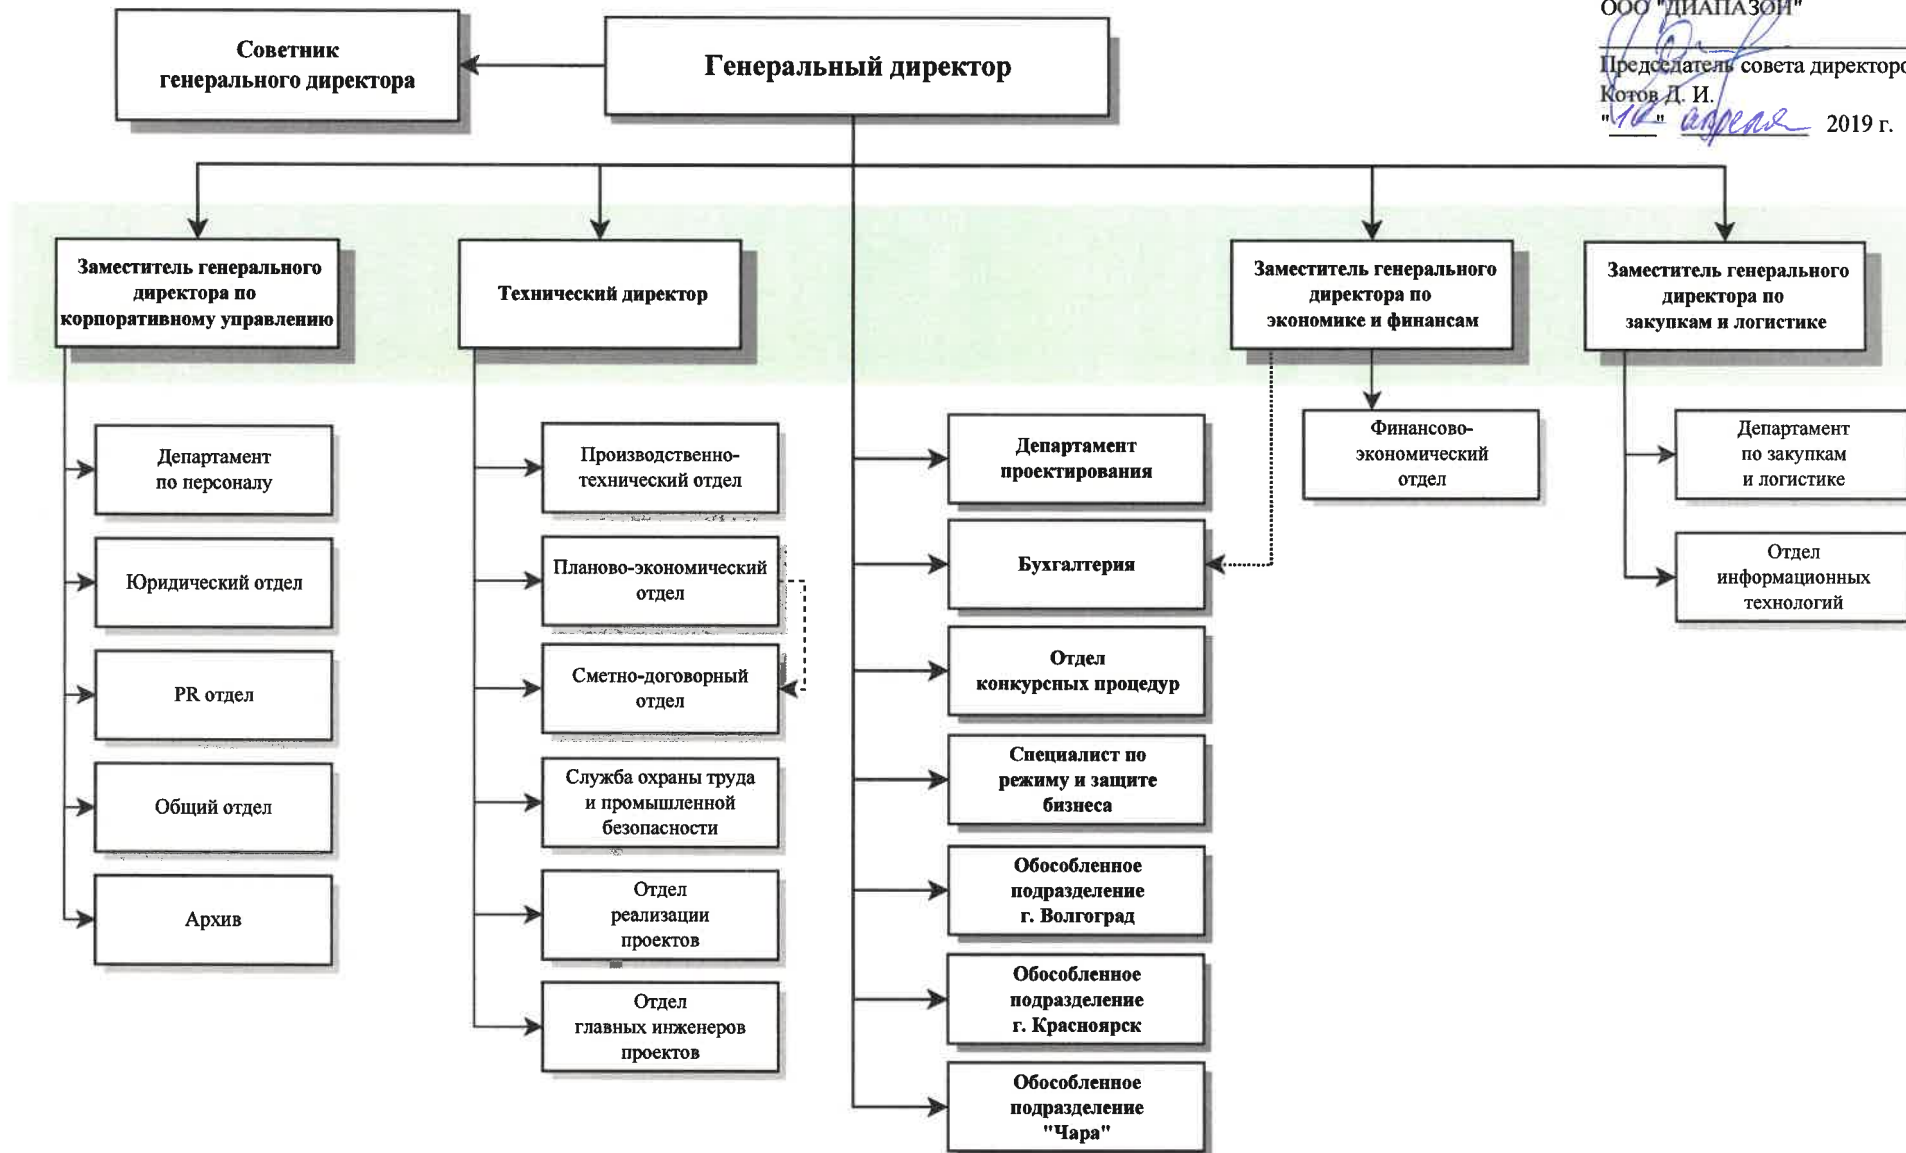 ООО "ДИАПАЗОН"
Председатель совета директоро
Котов Д. И.
" " апреля 2019 г.
Советник
генерального директора
Генеральный директор
Заместитель генерального
директора по
корпоративному управлению
Технический директор
Заместитель генерального
директора по
экономике и финансам
Заместитель генерального
директора по
закупкам и логистике
Департамент
по персоналу
Юридический отдел
PR отдел
Общий отдел
Архив
Производственно-
технический отдел
Планово-экономический
отдел
Сметно-договорный
отдел
Служба охраны труда
и промышленной
безопасности
Отдел
реализации
проектов
Отдел
главных инженеров
проектов
Департамент
проектирования
Бухгалтерия
Отдел
конкурсных процедур
Специалист по
режиму и защите
бизнеса
Обособленное
подразделение
г. Волгоград
Обособленное
подразделение
г. Красноярск
Обособленное
подразделение
"Чара"
Финансово-
экономический
отдел
Департамент
по закупкам
и логистике
Отдел
информационных
технологий